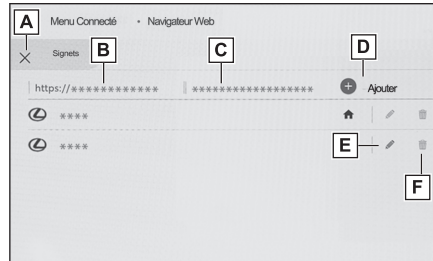 A Menu Connecté • Navigateur Web
Signets B C D
https://************* ****************** Ajouter
****
**** E
F